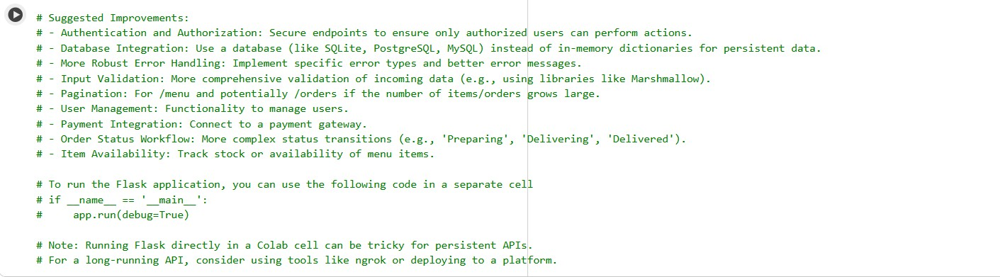 # Suggested Improvements:
# - Authentication and Authorization: Secure endpoints to ensure only authorized users can perform actions.
# - Database Integration: Use a database (like SQLite, PostgreSQL, MySQL) instead of in-memory dictionaries for persistent data.
# - More Robust Error Handling: Implement specific error types and better error messages.
# - Input Validation: More comprehensive validation of incoming data (e.g., using libraries like Marshmallow).
# - Pagination: For /menu and potentially /orders if the number of items/orders grows large.
# - User Management: Functionality to manage users.
# - Payment Integration: Connect to a payment gateway.
# - Order Status Workflow: More complex status transitions (e.g., 'Preparing', 'Delivering', 'Delivered').
# - Item Availability: Track stock or availability of menu items.

# To run the Flask application, you can use the following code in a separate cell
# if __name__ == '__main__':
#     app.run(debug=True)

# Note: Running Flask directly in a Colab cell can be tricky for persistent APIs.
# For a long-running API, consider using tools like ngrok or deploying to a platform.